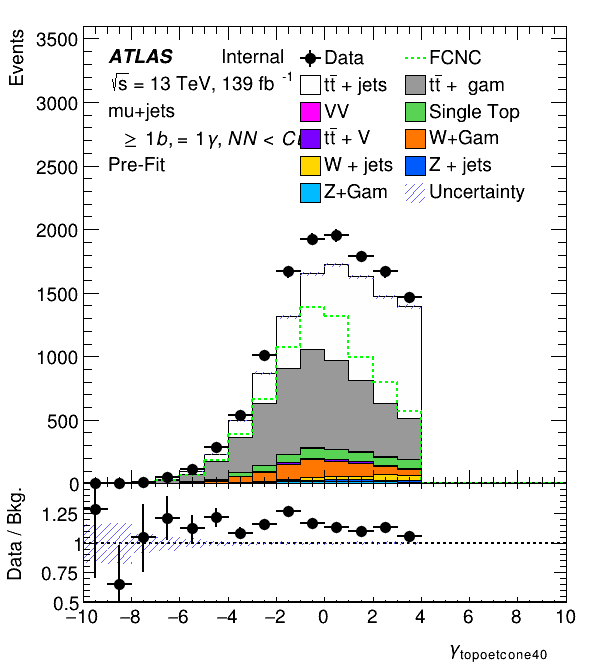 Events
3500
3000
2500
2000
1500
1000
500
0
ATLAS Internal
√s = 13 TeV, 139 fb -1
mu+jets
≥ 1b, = 1γ, NN <
Pre-Fit
Data
FCNC
tt̄ + jets
tt̄ + gam
VV
Single Top
tt̄ + V
W+Gam
W + jets
Z + jets
Z+Gam
Uncertainty
Data / Bkg.
1.25
1
0.75
0.5
−10 −8 −6 −4 −2 0 2 4 6 8 10
γtopoetcone40